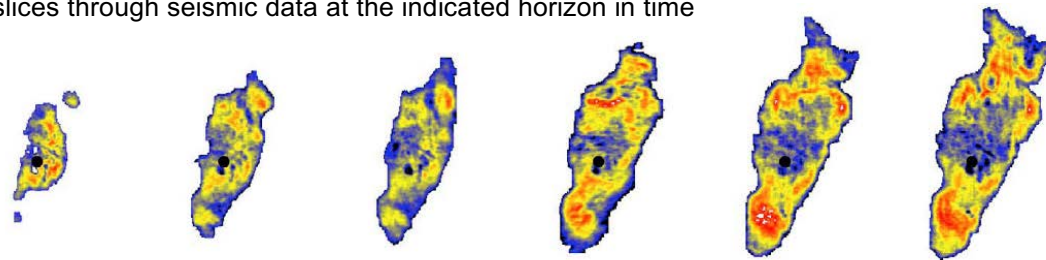 slices through seismic data at the indicated horizon in time